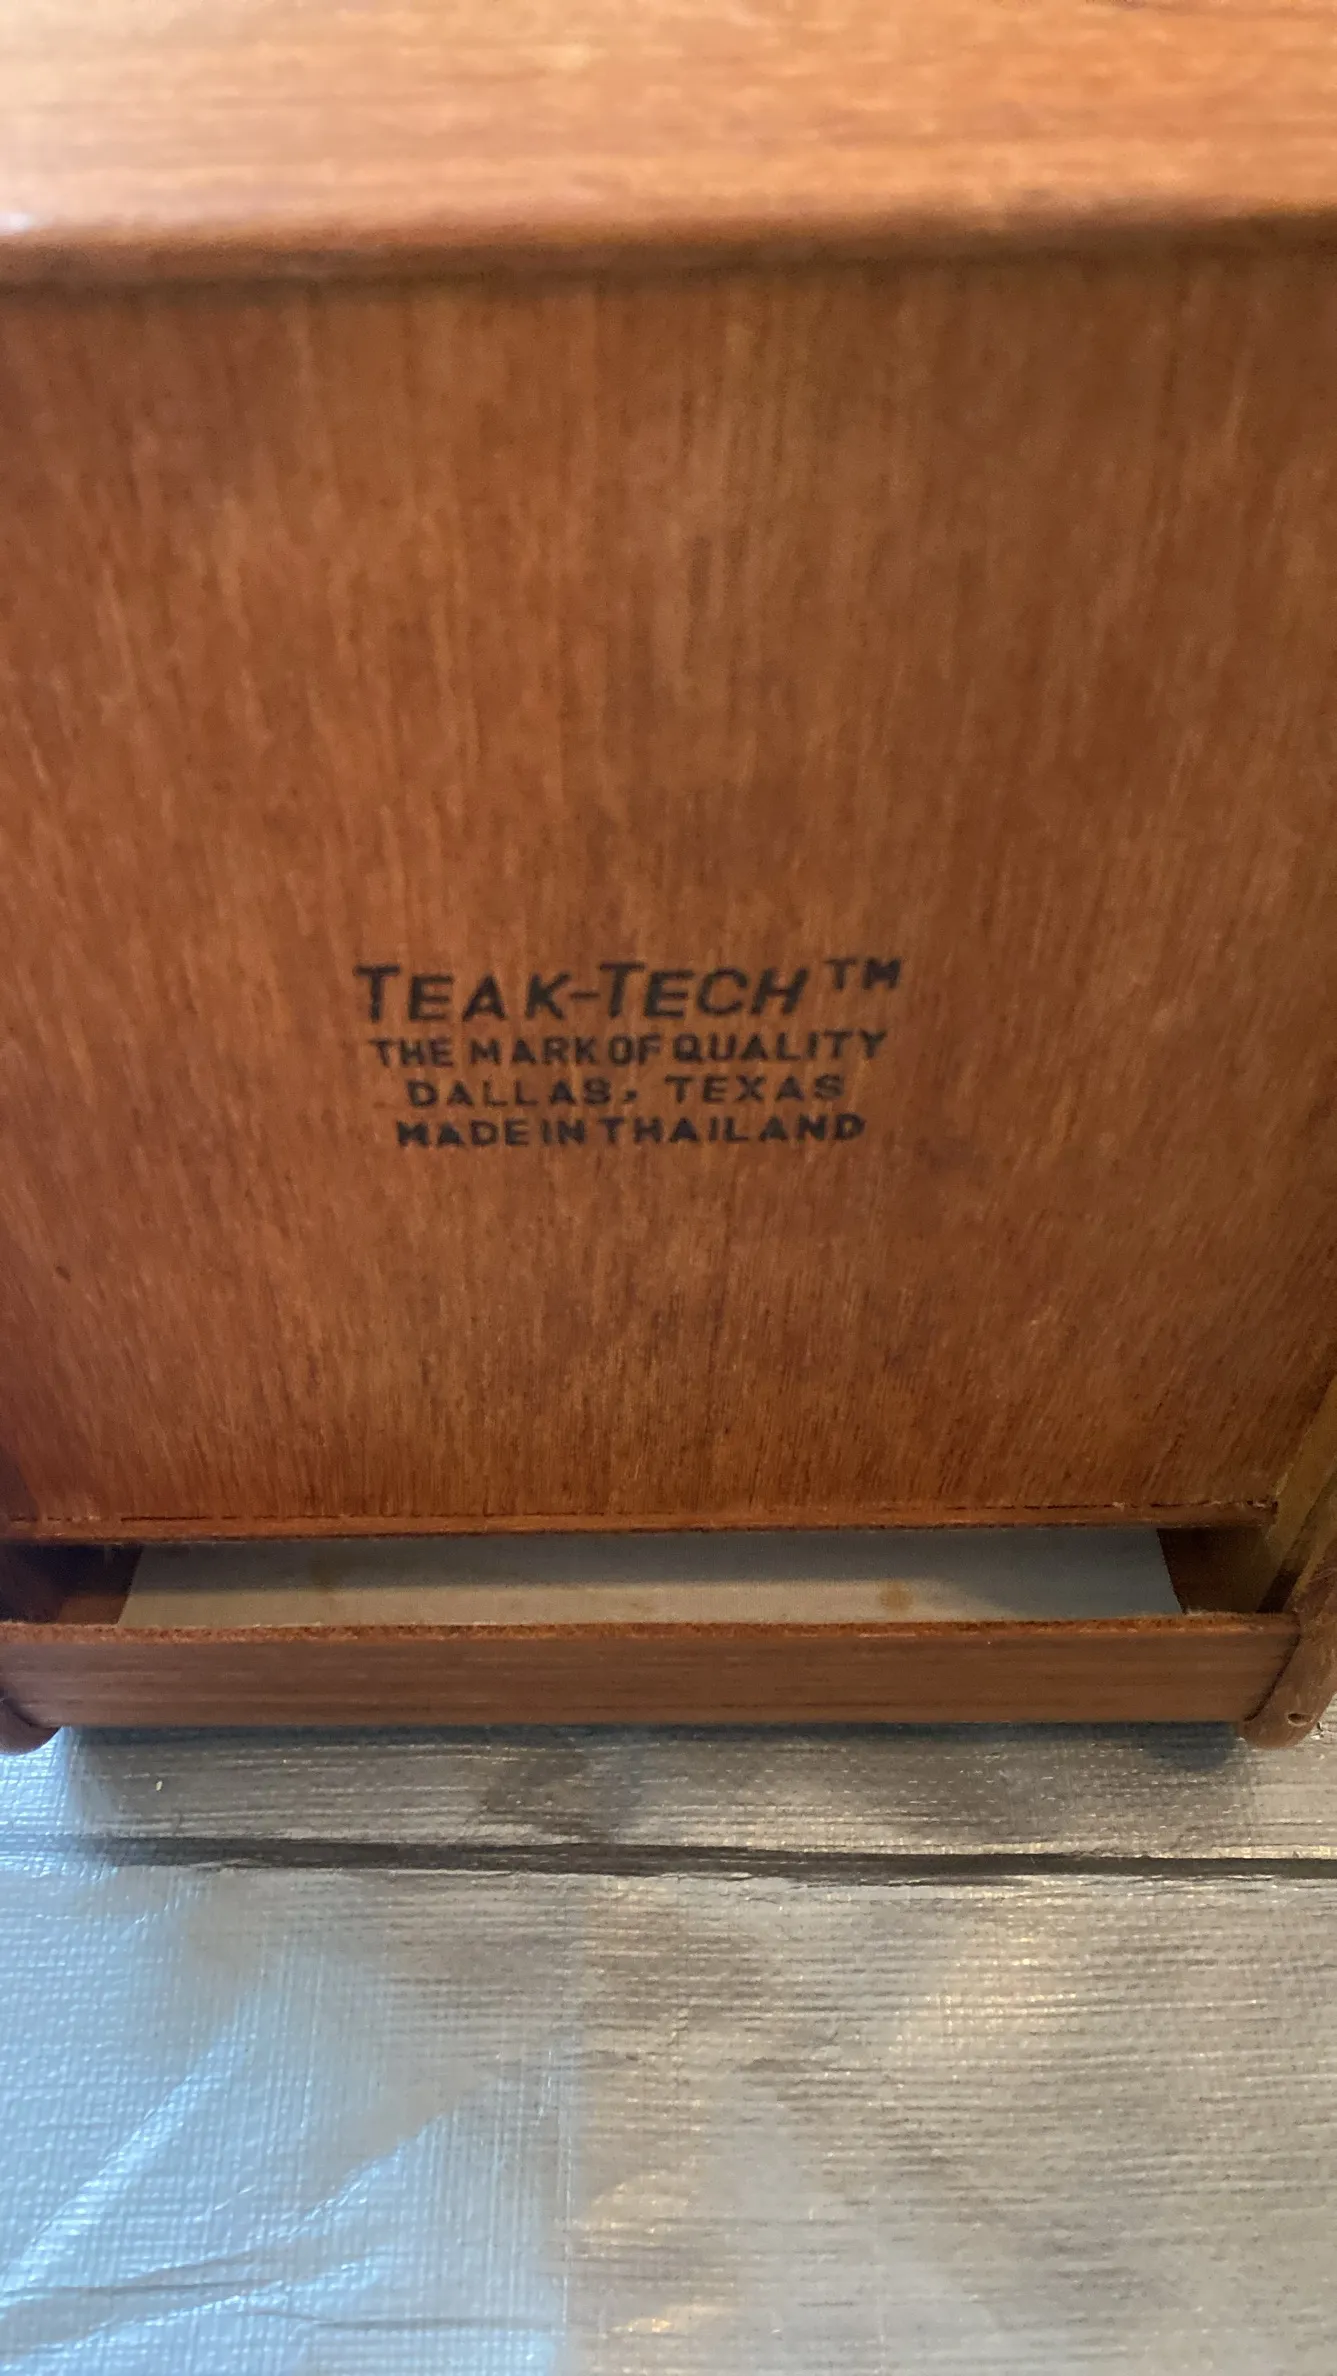 TEAK-TECH™
THE MARK OF QUALITY
DALLAS, TEXAS
MADE IN THAILAND